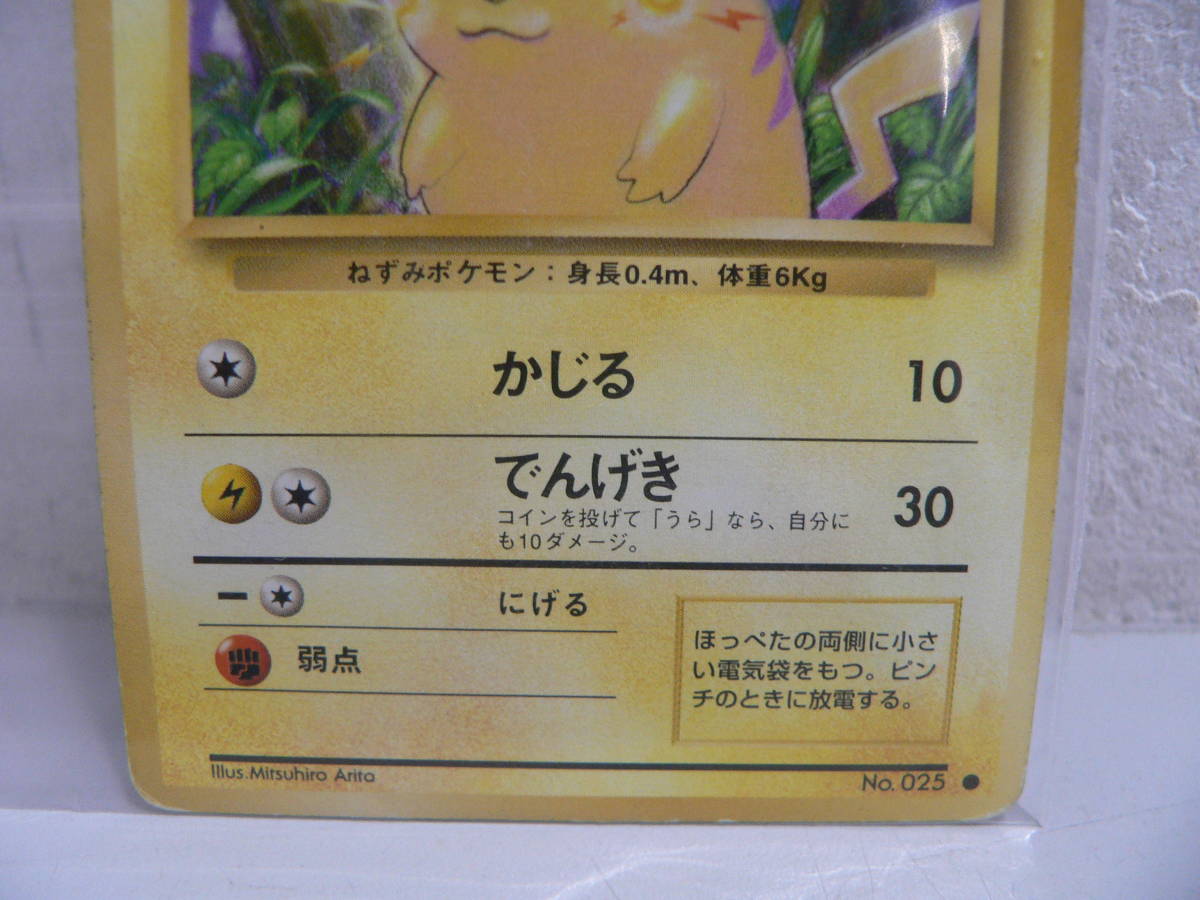 ねずみポケモン：身長0.4m、体重6Kg
かじる 10
でんげき 30
コインを投げて「うら」なら、自分に
も10ダメージ。
にげる
弱点
ほっぺたの両側に小さ
い電気袋をもつ。ピン
チのときに放電する。
Illus.Mitsuhiro Arita
No.025 ●